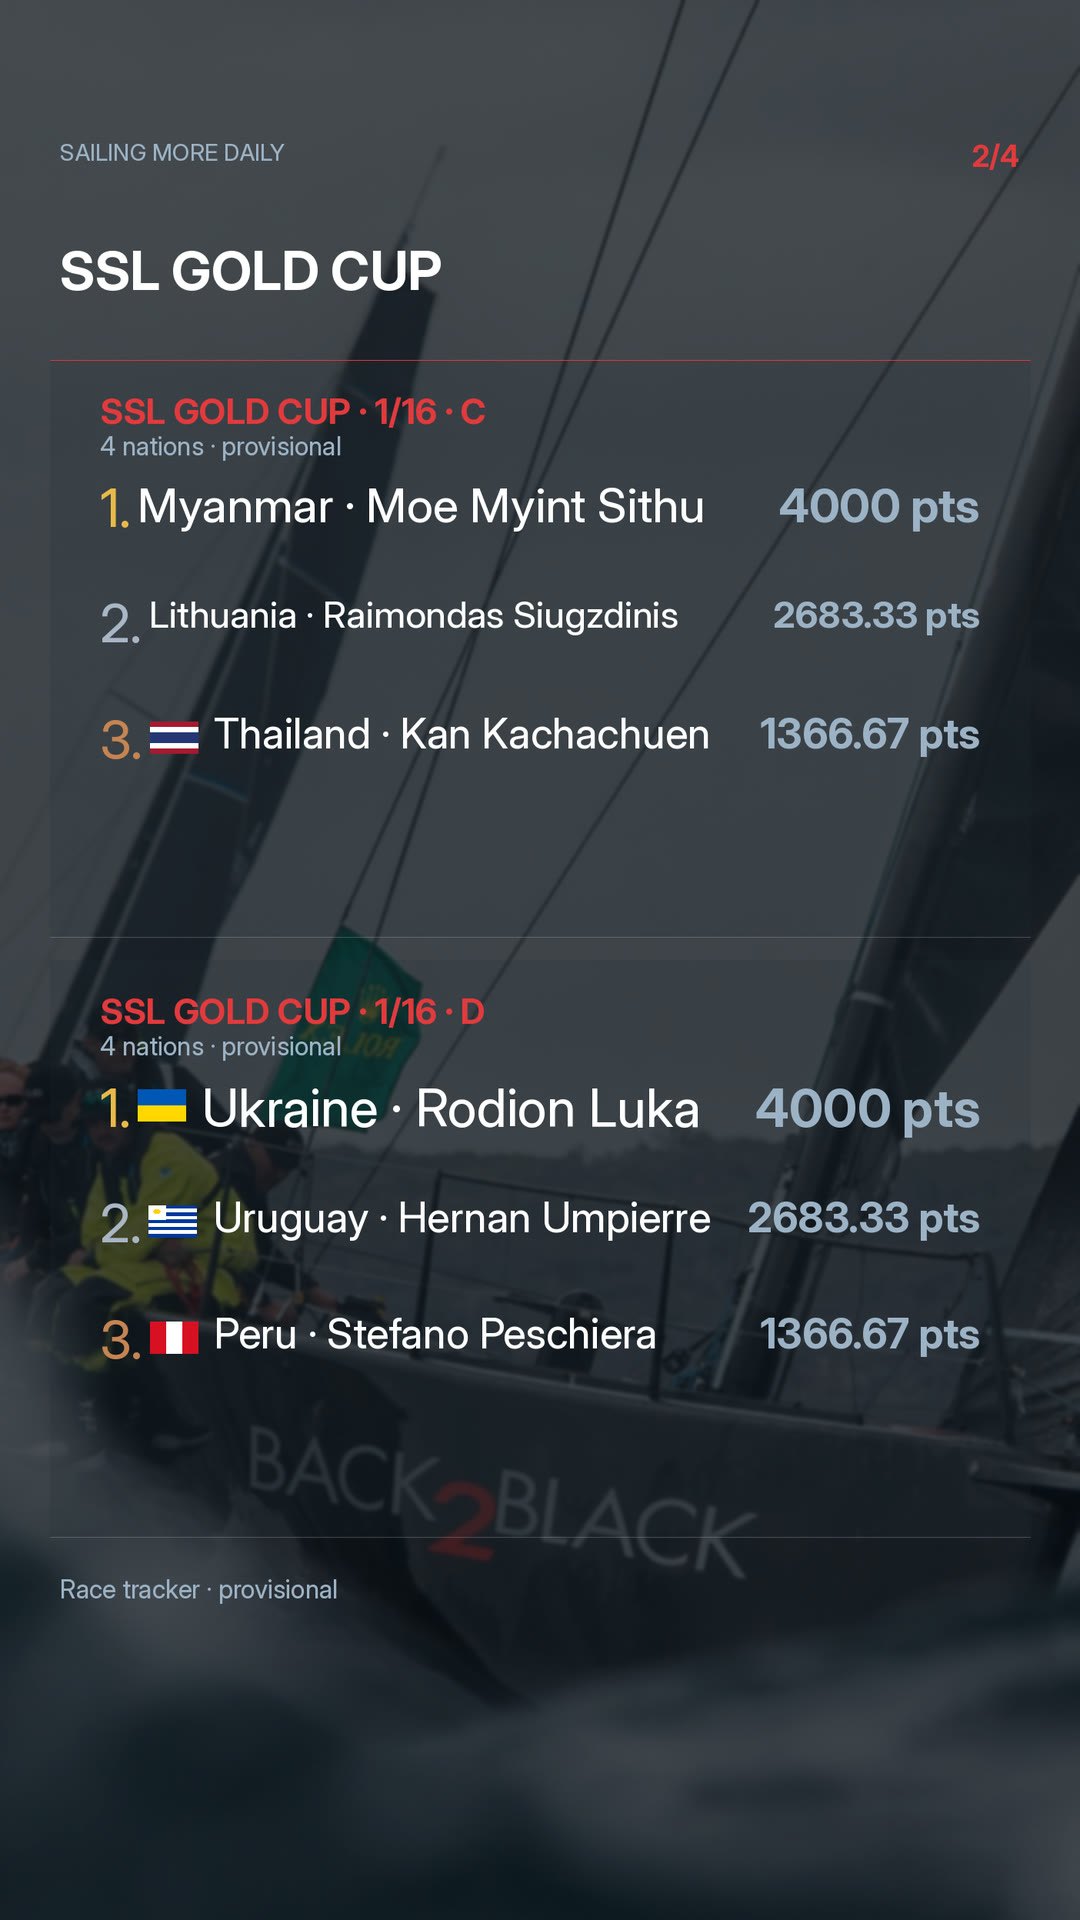 SAILING MORE DAILY
2/4
SSL GOLD CUP
SSL GOLD CUP · 1/16 · C
4 nations · provisional
1. Myanmar · Moe Myint Sithu 4000 pts
2. Lithuania · Raimondas Siugzdinis 2683.33 pts
3. Thailand · Kan Kachachuen 1366.67 pts
SSL GOLD CUP · 1/16 · D
4 nations · provisional
1. Ukraine · Rodion Luka 4000 pts
2. Uruguay · Hernan Umpierre 2683.33 pts
3. Peru · Stefano Peschiera 1366.67 pts
BACK2BLACK
Race tracker · provisional